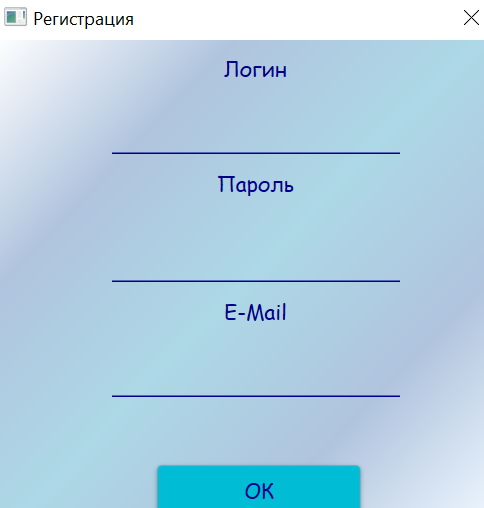 Регистрация
Логин
Пароль
E-Mail
OK